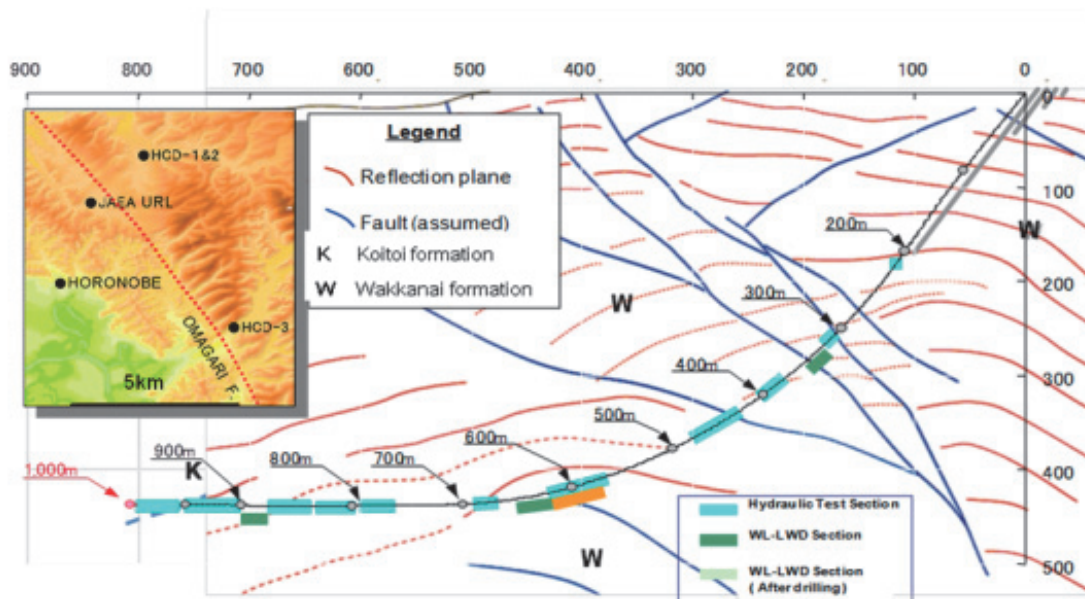 900 800 700 600 500 400 300 200 100 0
0
100
200
300
400
500
HCD-1&2
JAEA URL
HORONOBE
HCD-3
OMAGARI F.
5km
Legend
Reflection plane
Fault (assumed)
K Koitoi formation
W Wakkanai formation
W
W
W
K
200m
300m
400m
500m
600m
700m
800m
900m
1000m
Hydraulic Test Section
WL-LWD Section
WL-LWD Section
( After drilling)